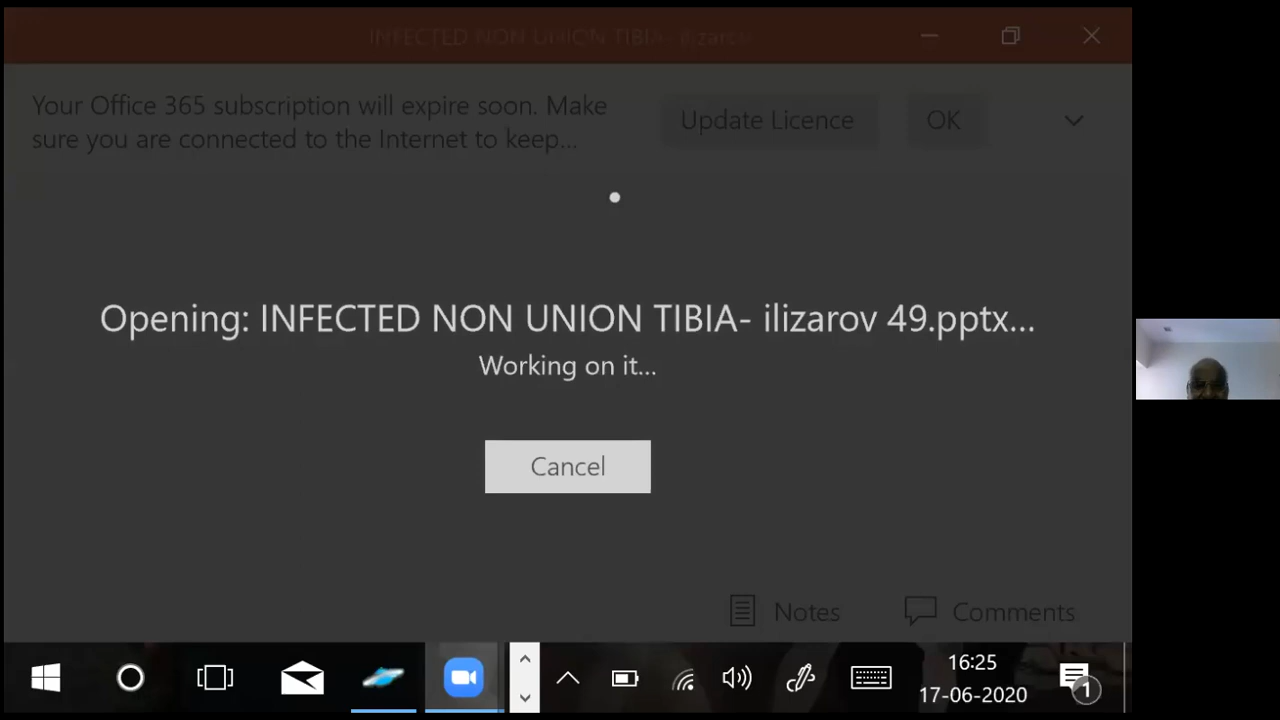 INFECTED NON UNION TIBIA- ilizarov
Your Office 365 subscription will expire soon. Make
sure you are connected to the Internet to keep...
Update Licence
OK
Opening: INFECTED NON UNION TIBIA- ilizarov 49.pptx...
Working on it...
Cancel
Notes
Comments
16:25
17-06-2020
1